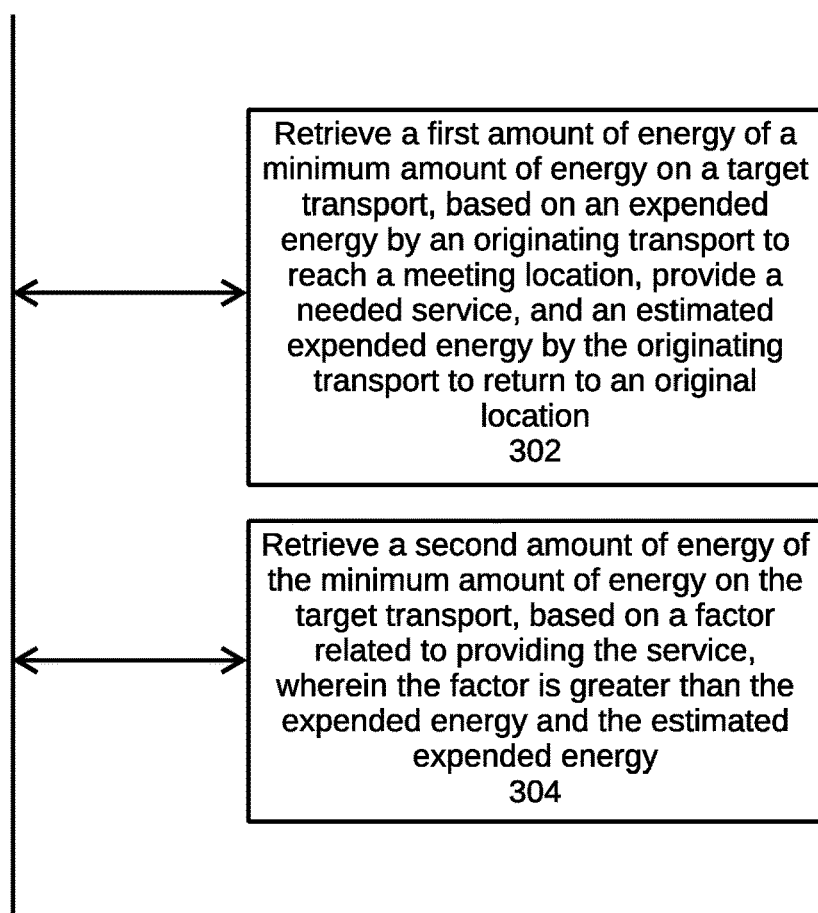 Retrieve a first amount of energy of a
minimum amount of energy on a target
transport, based on an expended
energy by an originating transport to
reach a meeting location, provide a
needed service, and an estimated
expended energy by the originating
transport to return to an original
location
302
Retrieve a second amount of energy of
the minimum amount of energy on the
target transport, based on a factor
related to providing the service,
wherein the factor is greater than the
expended energy and the estimated
expended energy
304